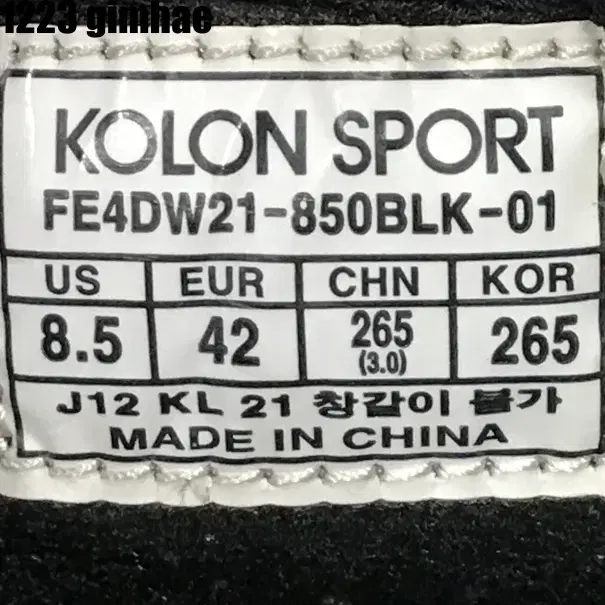 1223 gimhae
KOLON SPORT
FE4DW21-850BLK-01
US EUR CHN KOR
8.5 42 265 (3.0) 265
J12 KL 21 창갈이 불가
MADE IN CHINA